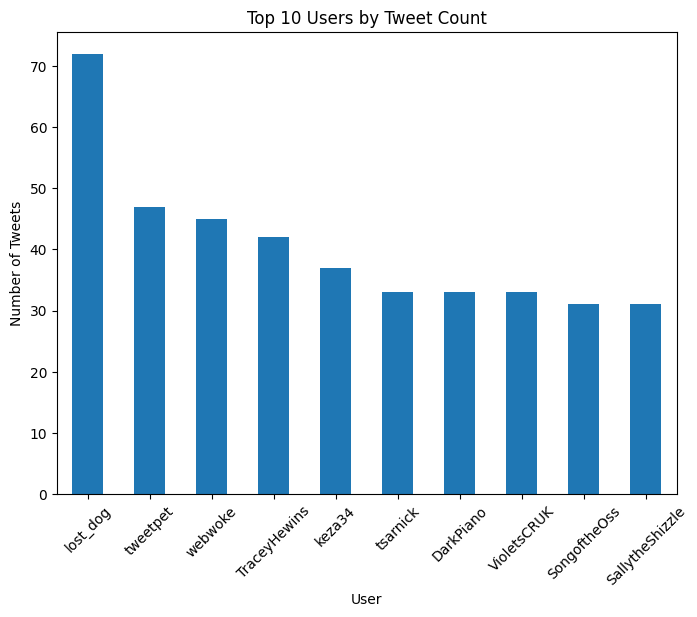 Top 10 Users by Tweet Count
Number of Tweets
70
60
50
40
30
20
10
0
lost_dog
tweetpet
webwoke
TraceyHewins
keza34
tsarnick
DarkPiano
VioletsCRUK
SongoftheOss
SallytheShizzle
User